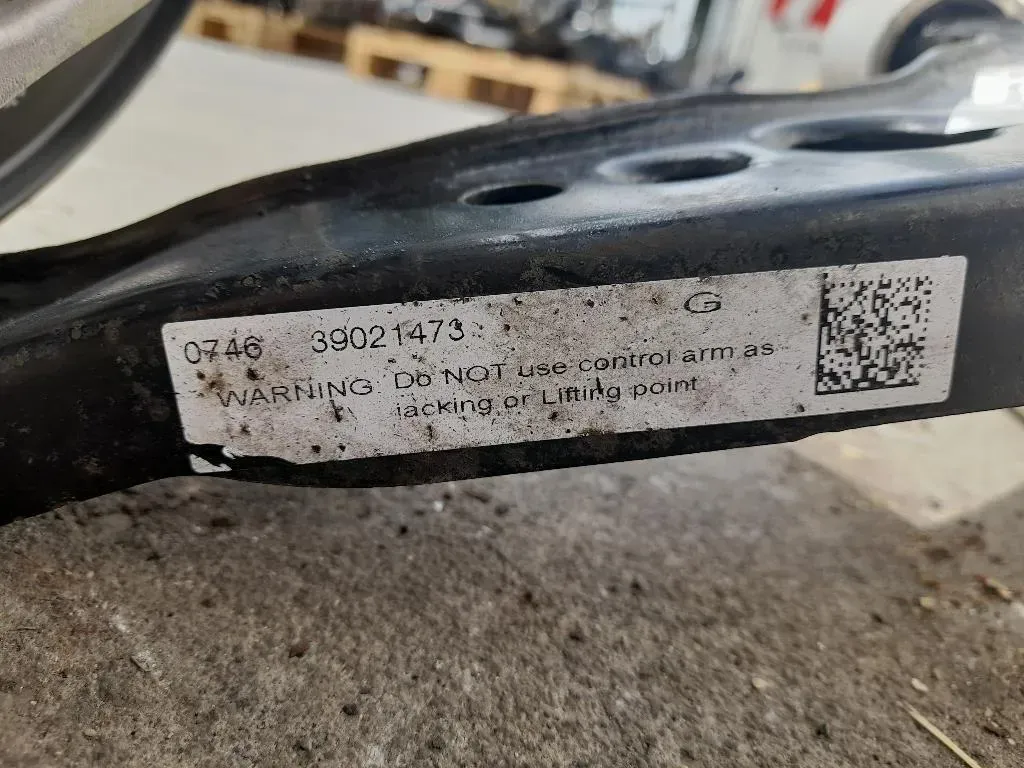 0746 39021473 G
WARNING: Do NOT use control arm as
jacking or Lifting point